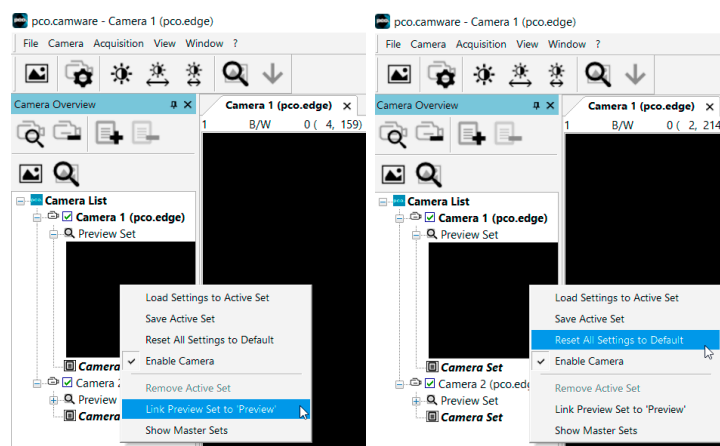 pco.camware - Camera 1 (pco.edge)
File Camera Acquisition View Window ?
Camera Overview
Camera 1 (pco.edge)
1 B/W 0 ( 4, 159)
Camera List
Camera 1 (pco.edge)
Preview Set
Load Settings to Active Set
Save Active Set
Reset All Settings to Default
Camera
Enable Camera
Camera 2
Remove Active Set
Preview
Link Preview Set to 'Preview'
Camera
Show Master Sets
pco.camware - Camera 1 (pco.edge)
File Camera Acquisition View Window ?
Camera Overview
Camera 1 (pco.edge)
1 B/W 0 ( 2, 214
Camera List
Camera 1 (pco.edge)
Preview Set
Load Settings to Active Set
Save Active Set
Reset All Settings to Default
Camera Set
Enable Camera
Camera 2 (pco.edg
Remove Active Set
Preview Set
Link Preview Set to 'Preview'
Camera Set
Show Master Sets